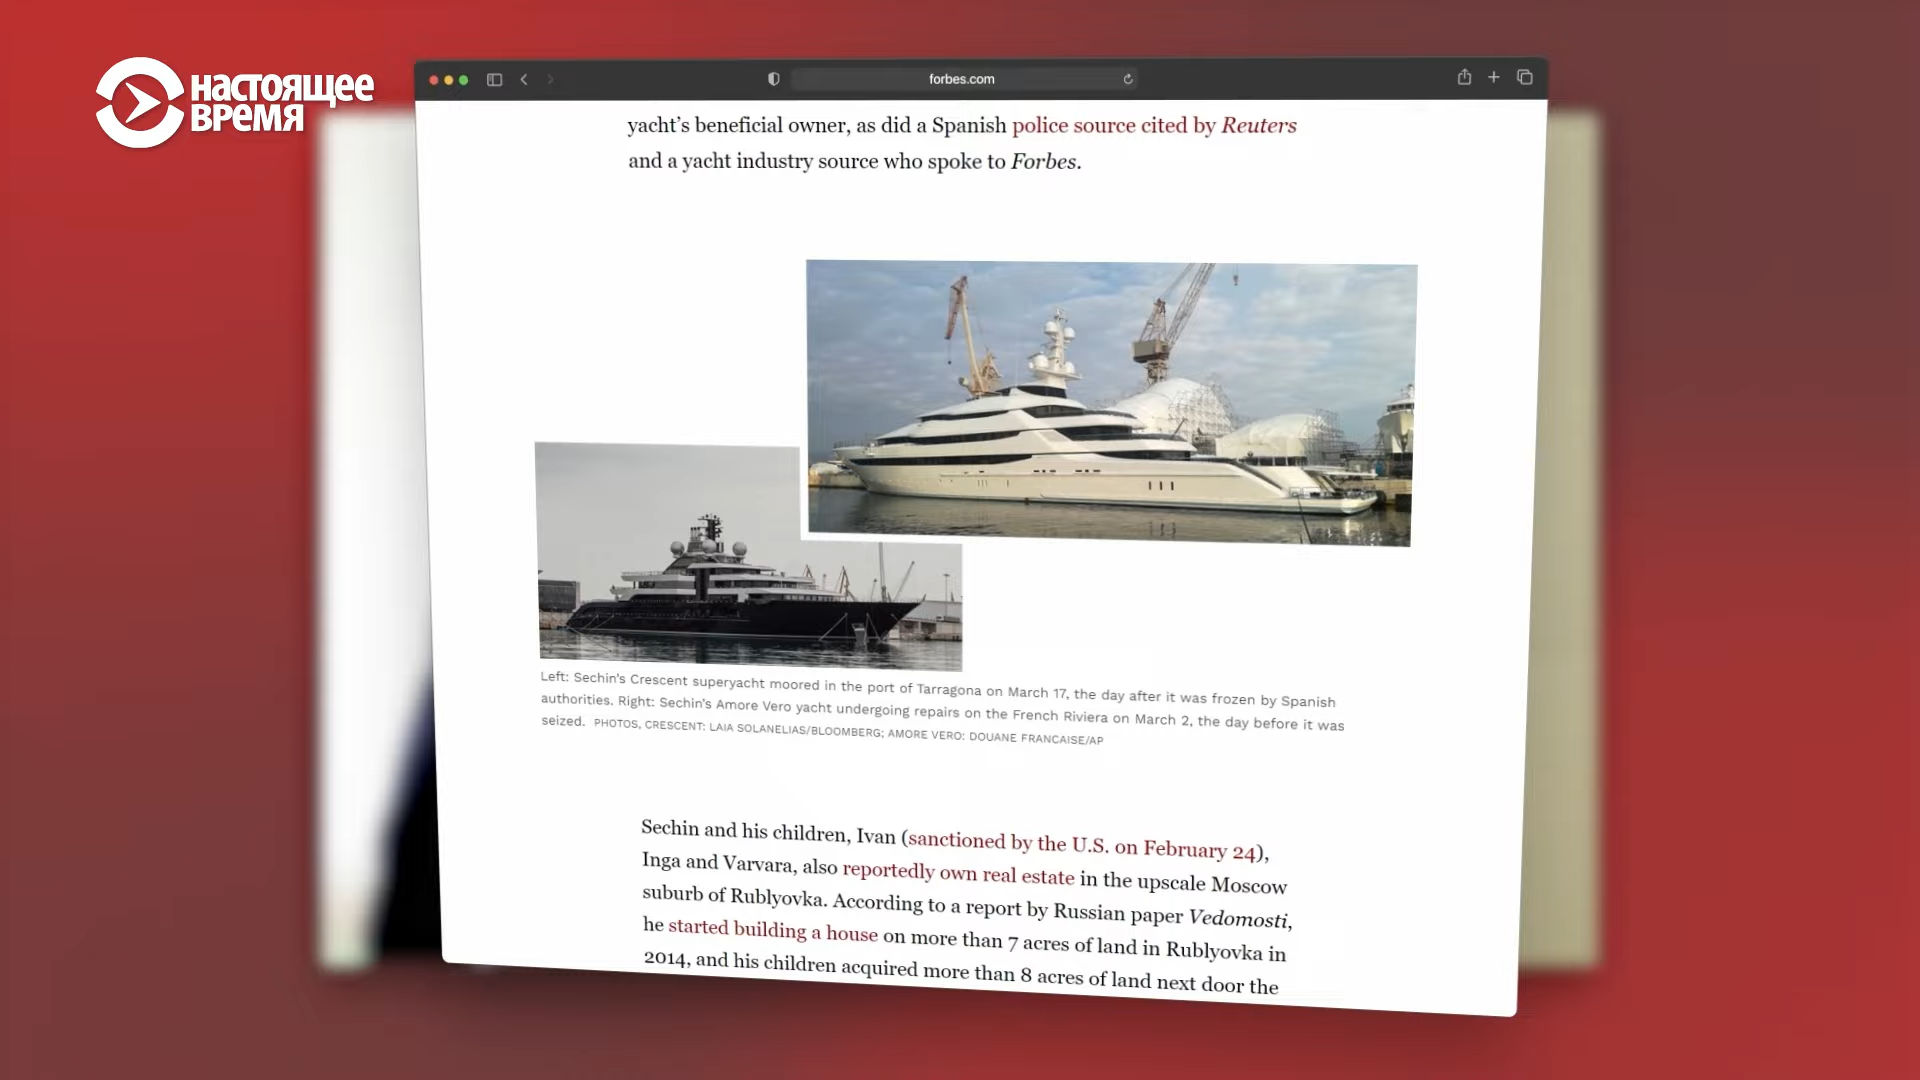 НАСТОЯЩЕЕ
ВРЕМЯ
forbes.com
yacht’s beneficial owner, as did a Spanish police source cited by Reuters
and a yacht industry source who spoke to Forbes.
Left: Sechin’s Crescent superyacht moored in the port of Tarragona on March 17, the day after it was frozen by Spanish
authorities. Right: Sechin’s Amore Vero yacht undergoing repairs on the French Riviera on March 2, the day before it was
seized. PHOTOS, CRESCENT: LAIA SOLANELIAS/BLOOMBERG; AMORE VERO: DOUANE FRANCAISE/AP
Sechin and his children, Ivan (sanctioned by the U.S. on February 24),
Inga and Varvara, also reportedly own real estate in the upscale Moscow
suburb of Rublyovka. According to a report by Russian paper Vedomosti,
he started building a house on more than 7 acres of land in Rublyovka in
2014, and his children acquired more than 8 acres of land next door the